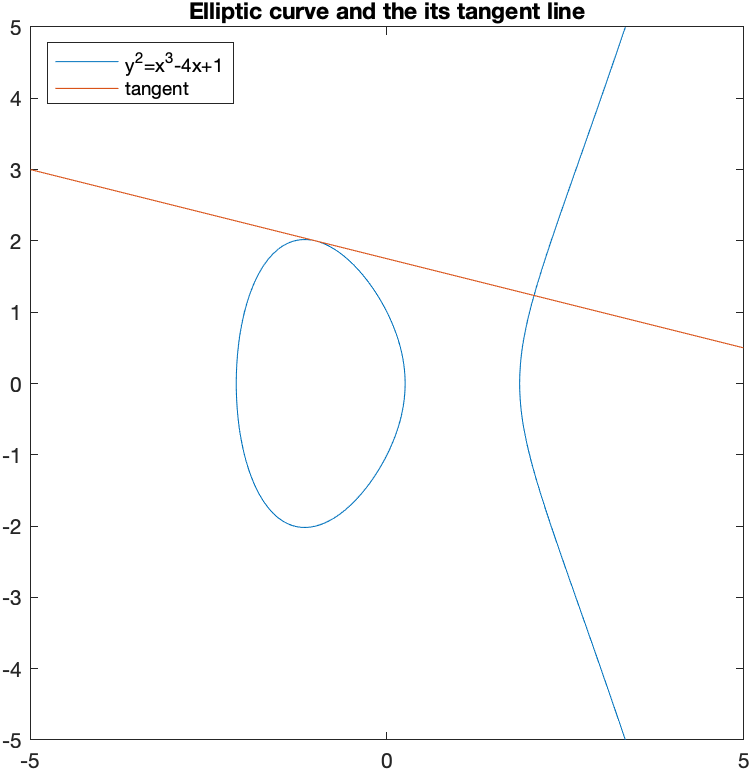 Elliptic curve and the its tangent line
5
y²=x³-4x+1
tangent
4
3
2
1
0
-1
-2
-3
-4
-5
-5 0 5